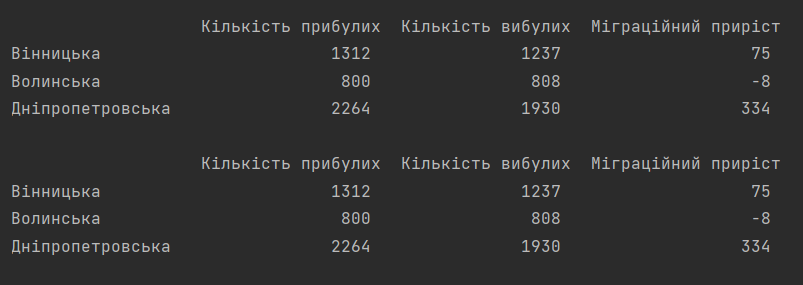 Кількість прибулих Кількість вибулих Міграційний приріст
Вінницька 1312 1237 75
Волинська 800 808 -8
Дніпропетровська 2264 1930 334
Кількість прибулих Кількість вибулих Міграційний приріст
Вінницька 1312 1237 75
Волинська 800 808 -8
Дніпропетровська 2264 1930 334